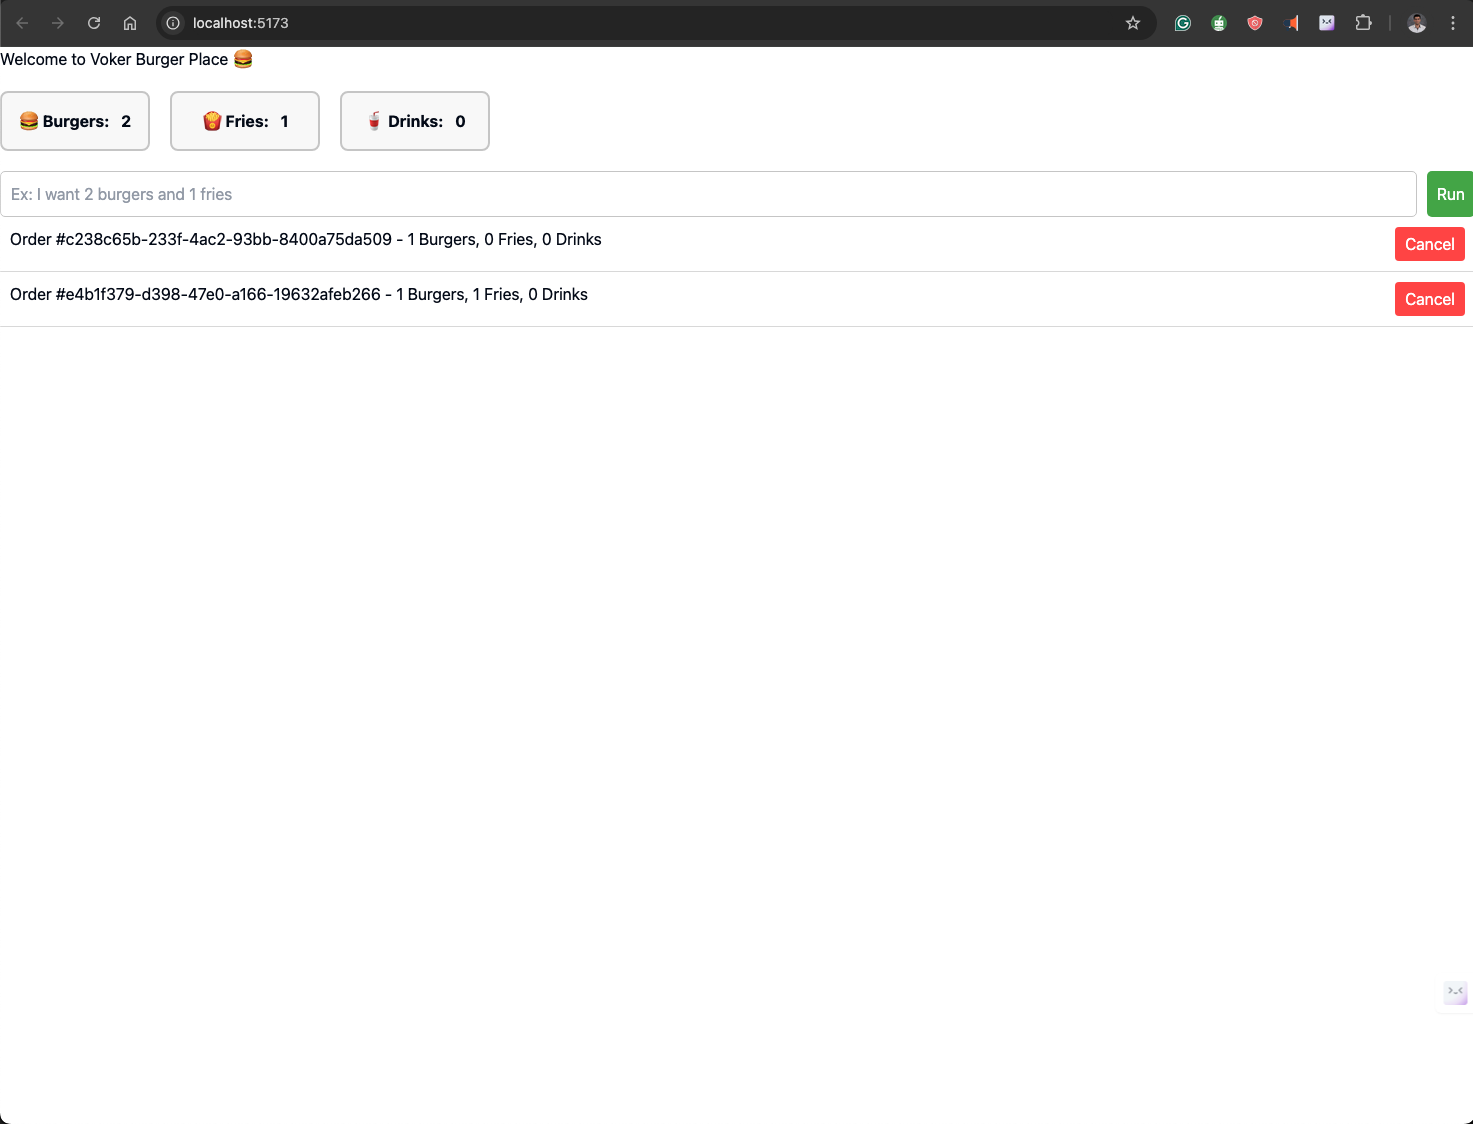 localhost:5173
Welcome to Voker Burger Place 🍔
🍔 Burgers: 2
🍟 Fries: 1
🥤 Drinks: 0
Ex: I want 2 burgers and 1 fries
Run
Order #c238c65b-233f-4ac2-93bb-8400a75da509 - 1 Burgers, 0 Fries, 0 Drinks
Cancel
Order #e4b1f379-d398-47e0-a166-19632afeb266 - 1 Burgers, 1 Fries, 0 Drinks
Cancel